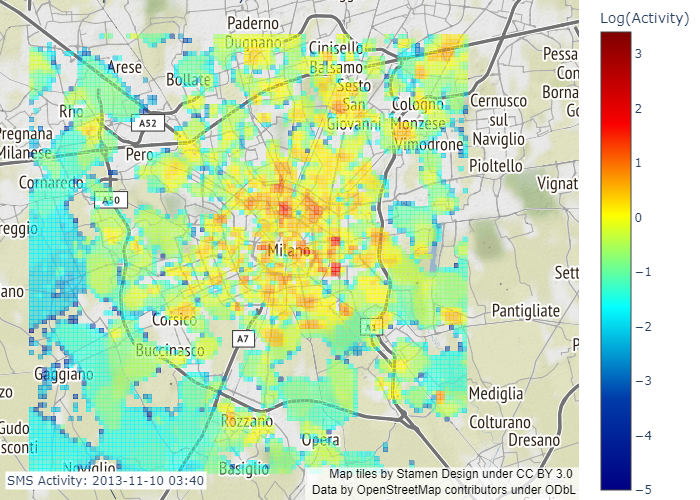 Log(Activity)
3
2
1
0
−1
−2
−3
−4
−5
Paderno
Dugnano
Cinisello
Balsamo
Arese
Bollate
Sesto
San
Giovanni
Cologno
Monzese
Cernusco
sul
Naviglio
Pessa
Borna
Rho
A52
Pregnana
Milanese
Pero
Vimodrone
Pioltello
Cornaredo
Vignat
A50
reggio
Milano
Sett
ano
Pantigliate
Corsico
A1
A7
Buccinasco
Gaggiano
Mediglia
Rozzano
Colturano
Dresano
Gudo
sconti
Opera
Noviglio
Basiglio
SMS Activity: 2013-11-10 03:40
Map tiles by Stamen Design under CC BY 3.0
Data by OpenStreetMap contributors under ODbL